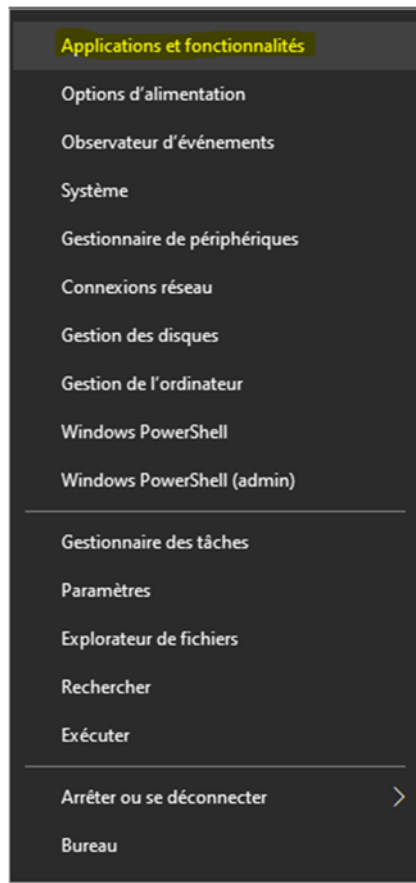 Applications et fonctionnalités
Options d’alimentation
Observateur d’événements
Système
Gestionnaire de périphériques
Connexions réseau
Gestion des disques
Gestion de l’ordinateur
Windows PowerShell
Windows PowerShell (admin)
Gestionnaire des tâches
Paramètres
Explorateur de fichiers
Rechercher
Exécuter
Arrêter ou se déconnecter
Bureau